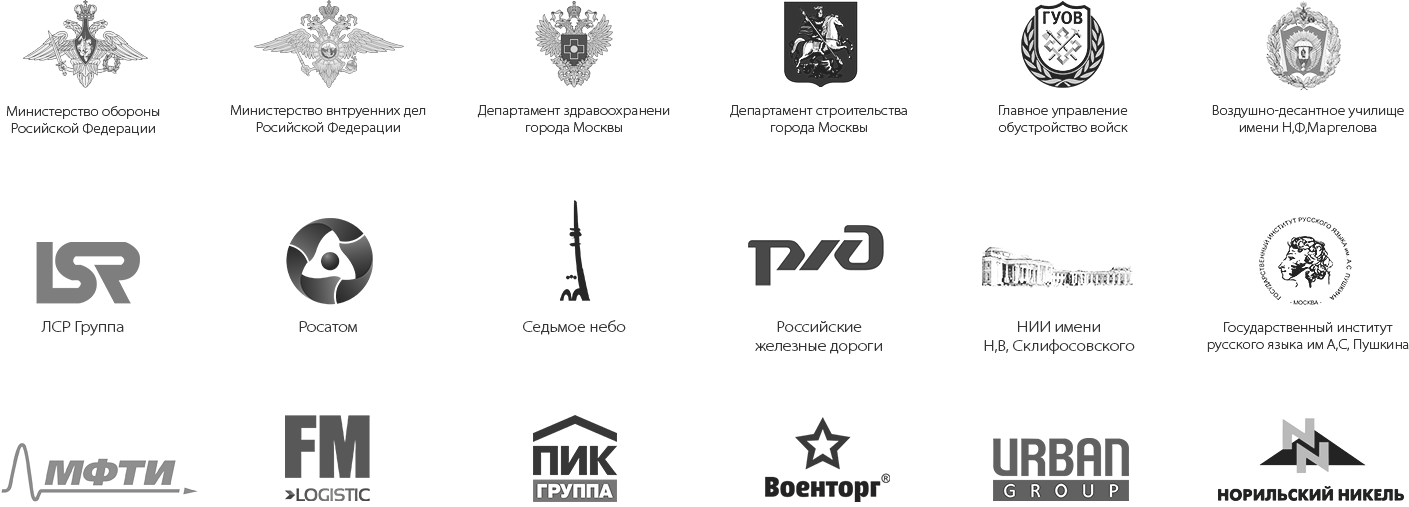 ГУОВ
Министерство обороны
Росийской Федерации
Министерство внтруенних дел
Росийской Федерации
Департамент здравоохранени
города Москвы
Департамент строительства
города Москвы
Главное управление
обустройство войск
Воздушно-десантное училище
имени Н,Ф,Маргелова
LSR
ЛСР Группа
Росатом
Седьмое небо
РЖД
Российские
железные дороги
НИИ имени
Н,В, Склифосовского
ГОСУДАРСТВЕННЫЙ ИНСТИТУТ РУССКОГО ЯЗЫКА им. А.С. ПУШКИНА
· МОСКВА ·
Государственный институт
русского языка им А,С, Пушкина
МФТИ
FM
LOGISTIC
ПИК
ГРУППА
Военторг®
URBAN
GROUP
NN
НОРИЛЬСКИЙ НИКЕЛЬ